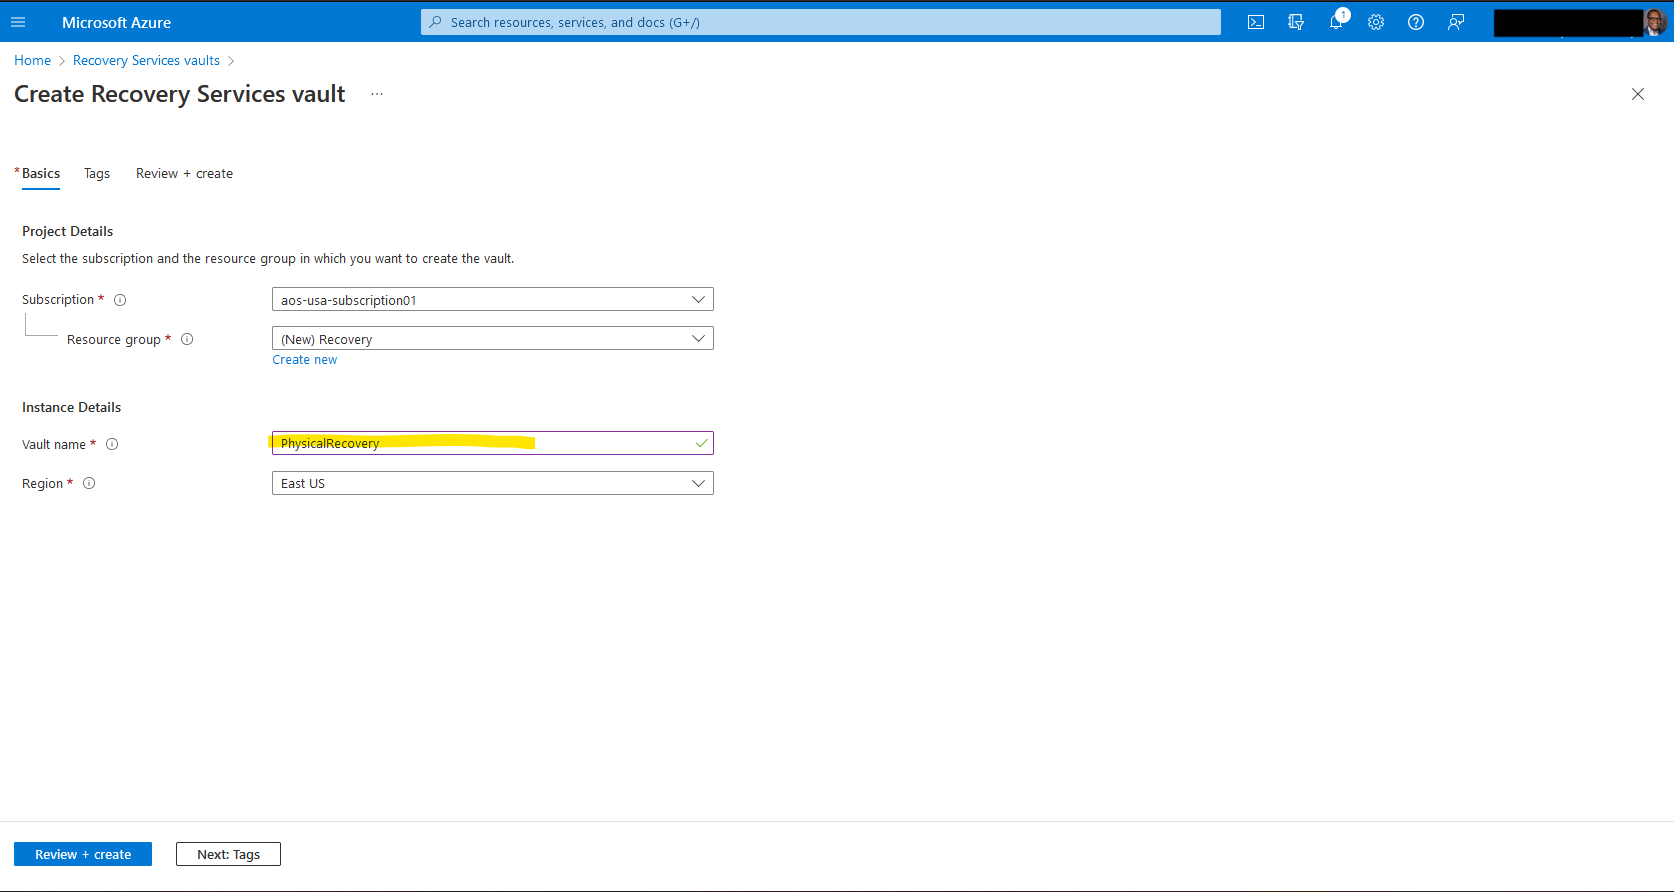 Microsoft Azure
Search resources, services, and docs (G+/)
1
Home > Recovery Services vaults >
Create Recovery Services vault ...
* Basics Tags Review + create
Project Details
Select the subscription and the resource group in which you want to create the vault.
Subscription * aos-usa-subscription01
Resource group * (New) Recovery
Create new
Instance Details
Vault name * PhysicalRecovery
Region * East US
Review + create Next: Tags